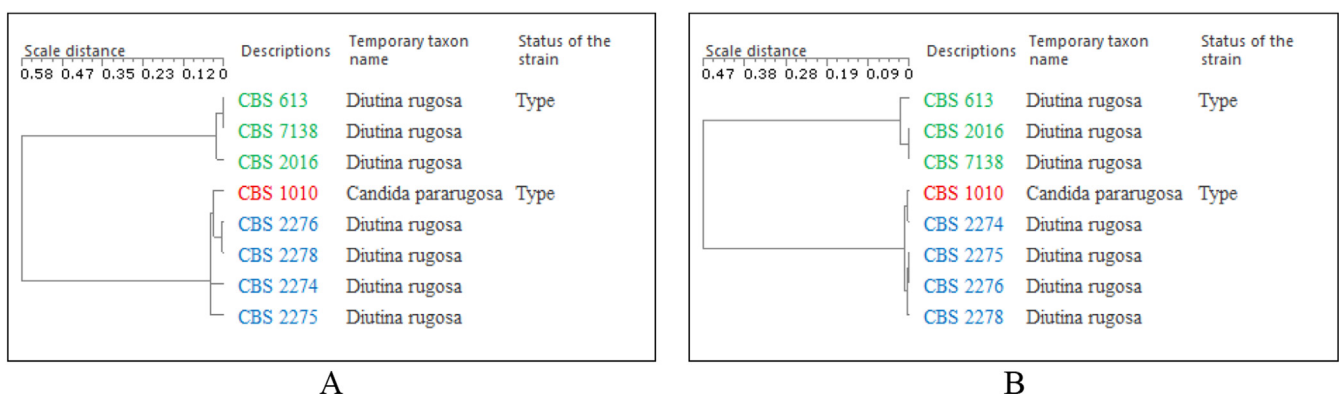 Scale distance Descriptions Temporary taxon name Status of the strain
0.58 0.47 0.35 0.23 0.12 0
CBS 613 Diutina rugosa Type
CBS 7138 Diutina rugosa
CBS 2016 Diutina rugosa
CBS 1010 Candida pararugosa Type
CBS 2276 Diutina rugosa
CBS 2278 Diutina rugosa
CBS 2274 Diutina rugosa
CBS 2275 Diutina rugosa
A
Scale distance Descriptions Temporary taxon name Status of the strain
0.47 0.38 0.28 0.19 0.09 0
CBS 613 Diutina rugosa Type
CBS 2016 Diutina rugosa
CBS 7138 Diutina rugosa
CBS 1010 Candida pararugosa Type
CBS 2274 Diutina rugosa
CBS 2275 Diutina rugosa
CBS 2276 Diutina rugosa
CBS 2278 Diutina rugosa
B